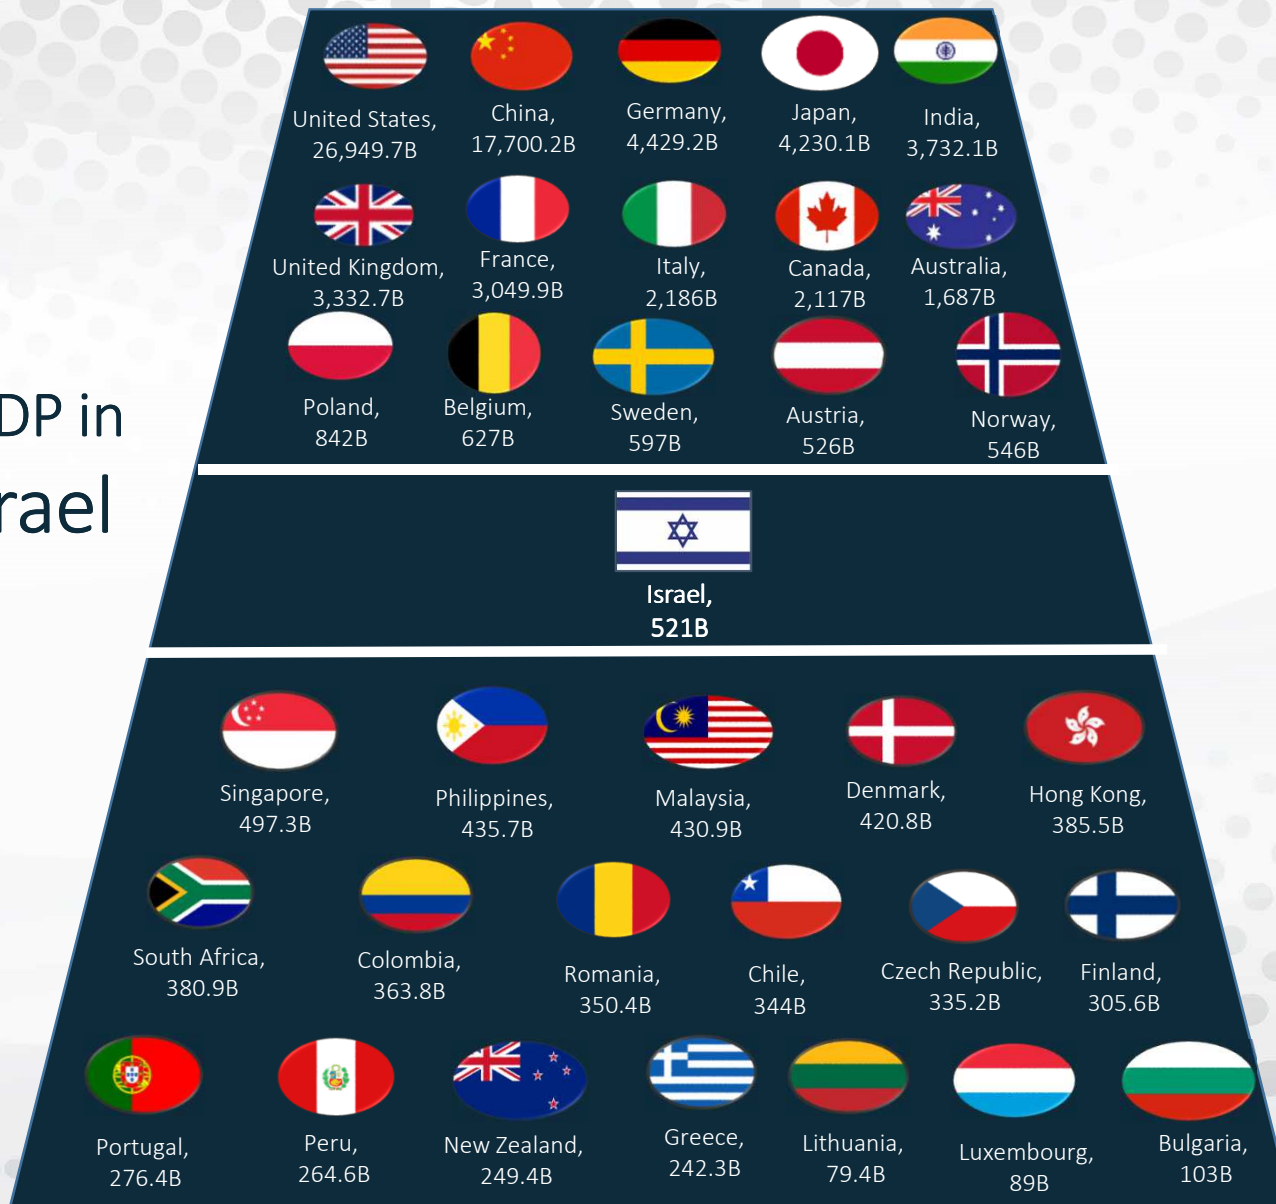 DP in
rael
United States,
26,949.7B
China,
17,700.2B
Germany,
4,429.2B
Japan,
4,230.1B
India,
3,732.1B
United Kingdom,
3,332.7B
France,
3,049.9B
Italy,
2,186B
Canada,
2,117B
Australia,
1,687B
Poland,
842B
Belgium,
627B
Sweden,
597B
Austria,
526B
Norway,
546B
Israel,
521B
Singapore,
497.3B
Philippines,
435.7B
Malaysia,
430.9B
Denmark,
420.8B
Hong Kong,
385.5B
South Africa,
380.9B
Colombia,
363.8B
Romania,
350.4B
Chile,
344B
Czech Republic,
335.2B
Finland,
305.6B
Portugal,
276.4B
Peru,
264.6B
New Zealand,
249.4B
Greece,
242.3B
Lithuania,
79.4B
Luxembourg,
89B
Bulgaria,
103B